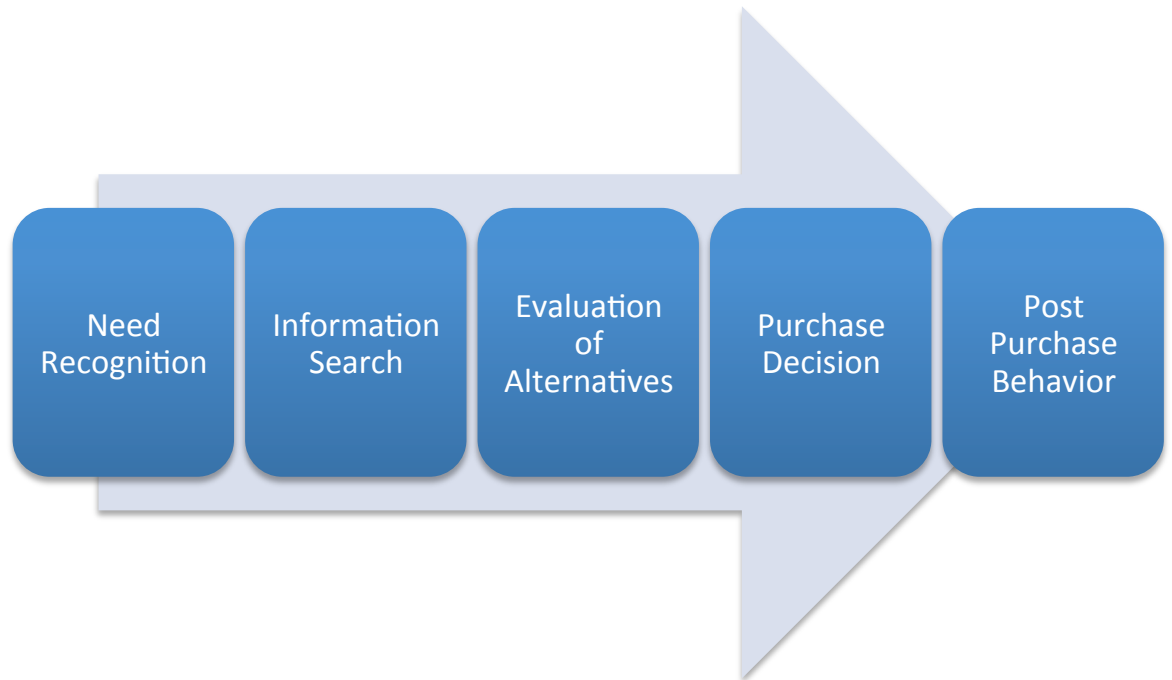 Need
Recognition
Information
Search
Evaluation
of
Alternatives
Purchase
Decision
Post
Purchase
Behavior